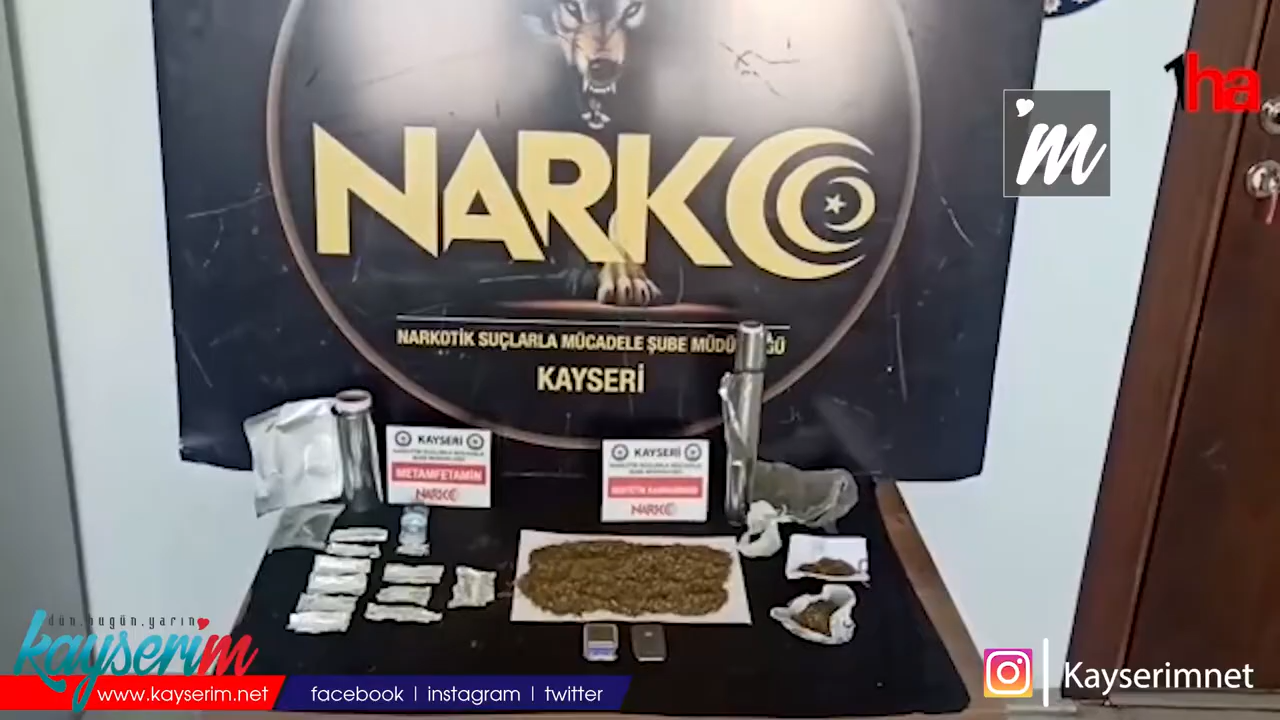 NARKO
ha
'm
NARKOTİK SUÇLARLA MÜCADELE ŞUBE MÜDÜ ĞÜ
KAYSERİ
KAYSERİ
METAMFETAMİN
NARKO
KAYSERİ
NARKO
dün.bugün.yarın
kayserim
www.kayserim.net
facebook | instagram | twitter
Kayserimnet